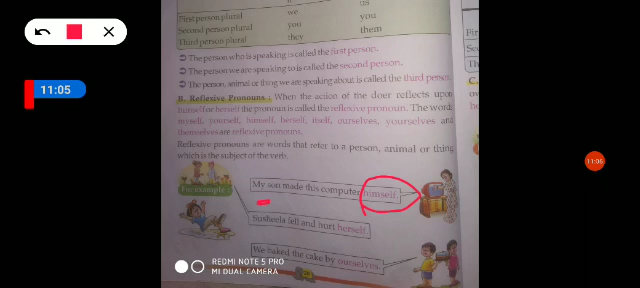 it us
First person plural we you
Second person plural you you
Third person plural they them
The person who is speaking is called the first person.
The person we are speaking to is called the second person.
The person, animal or thing we are speaking about is called the third person.
B. Reflexive Pronouns : When the action of the doer reflects upon
himself or herself the pronoun is called the reflexive pronoun. The words
myself, yourself, himself, herself, itself, ourselves, yourselves and
themselves are reflexive pronouns.
Reflexive pronouns are words that refer to a person, animal or thing
which is the subject of the verb.
For example :
My son made this computer himself.
Susheela fell and hurt herself.
We baked the cake by ourselves.
Fir
Se
Th
C.
11:05
11:06
REDMI NOTE 5 PRO
MI DUAL CAMERA